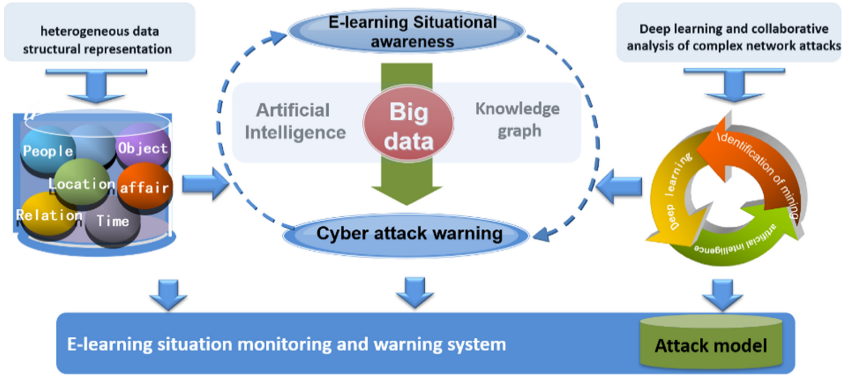 heterogeneous data
structural representation
E-learning Situational
awareness
Deep learning and collaborative
analysis of complex network attacks
Artificial
Intelligence
Big
data
Knowledge
graph
People
Object
Location
affair
Relation
Time
Deep learning
Identification of mining
artificial intelligence
Cyber attack warning
E-learning situation monitoring and warning system
Attack model